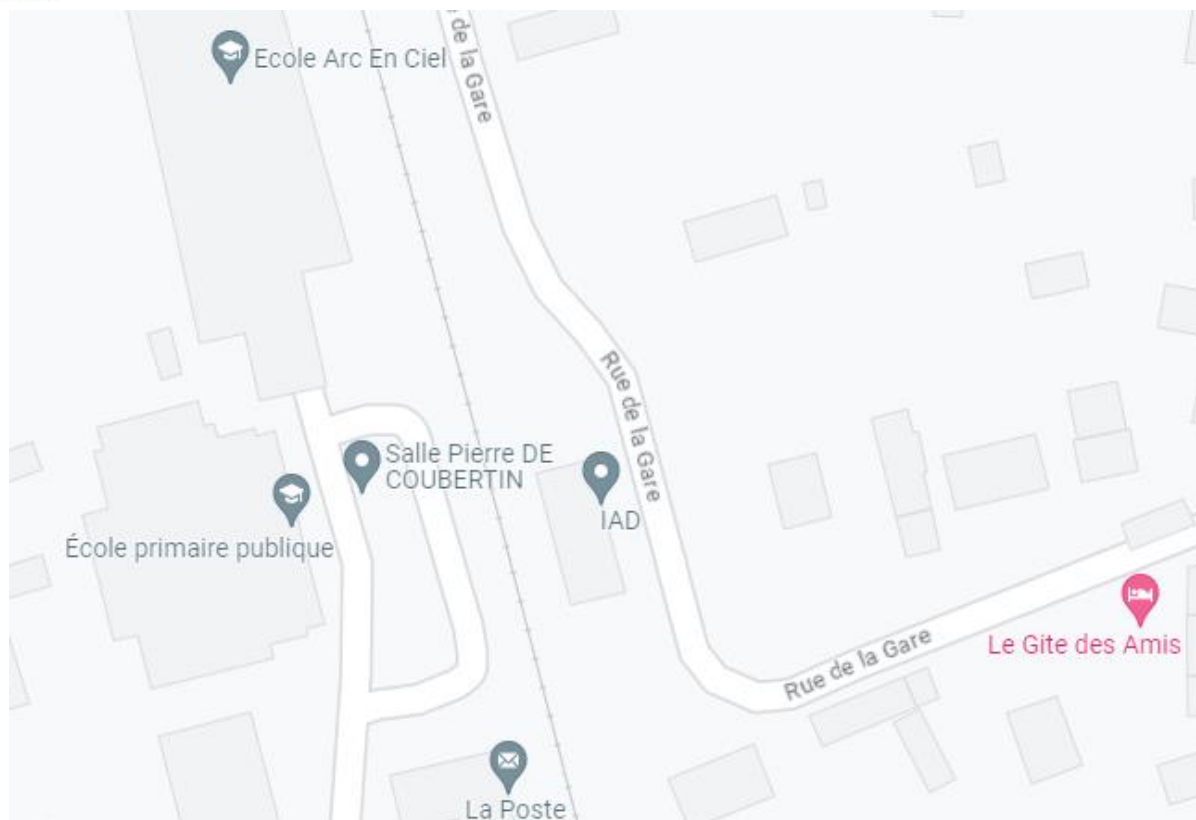 de la Gare
Ecole Arc En Ciel
Rue de la Gare
Salle Pierre DE
COUBERTIN
IAD
École primaire publique
Rue de la Gare
Le Gite des Amis
La Poste